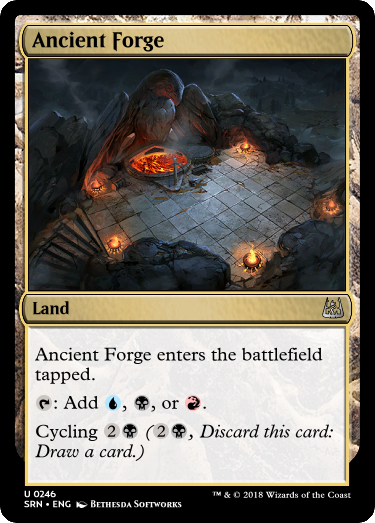 Ancient Forge
Land
Ancient Forge enters the battlefield
tapped.
: Add , , or .
Cycling 2 (2, Discard this card:
Draw a card.)
U 0246
SRN • ENG BETHESDA SOFTWORKS
™ & © 2018 Wizards of the Coast